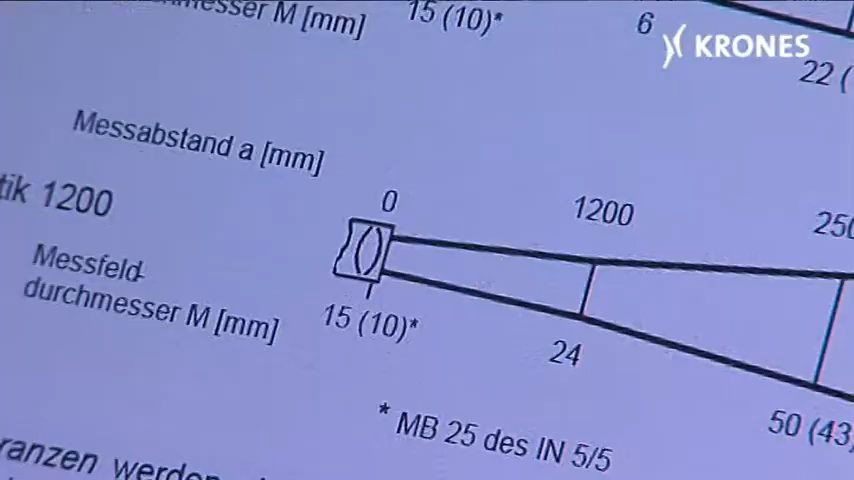 messer M [mm]
15 (10)*
6
KRONES
22 (
Messabstand a [mm]
tik 1200
0
1200
250
Messfeld-
durchmesser M [mm]
15 (10)*
24
50 (43
* MB 25 des IN 5/5
ranzen werden